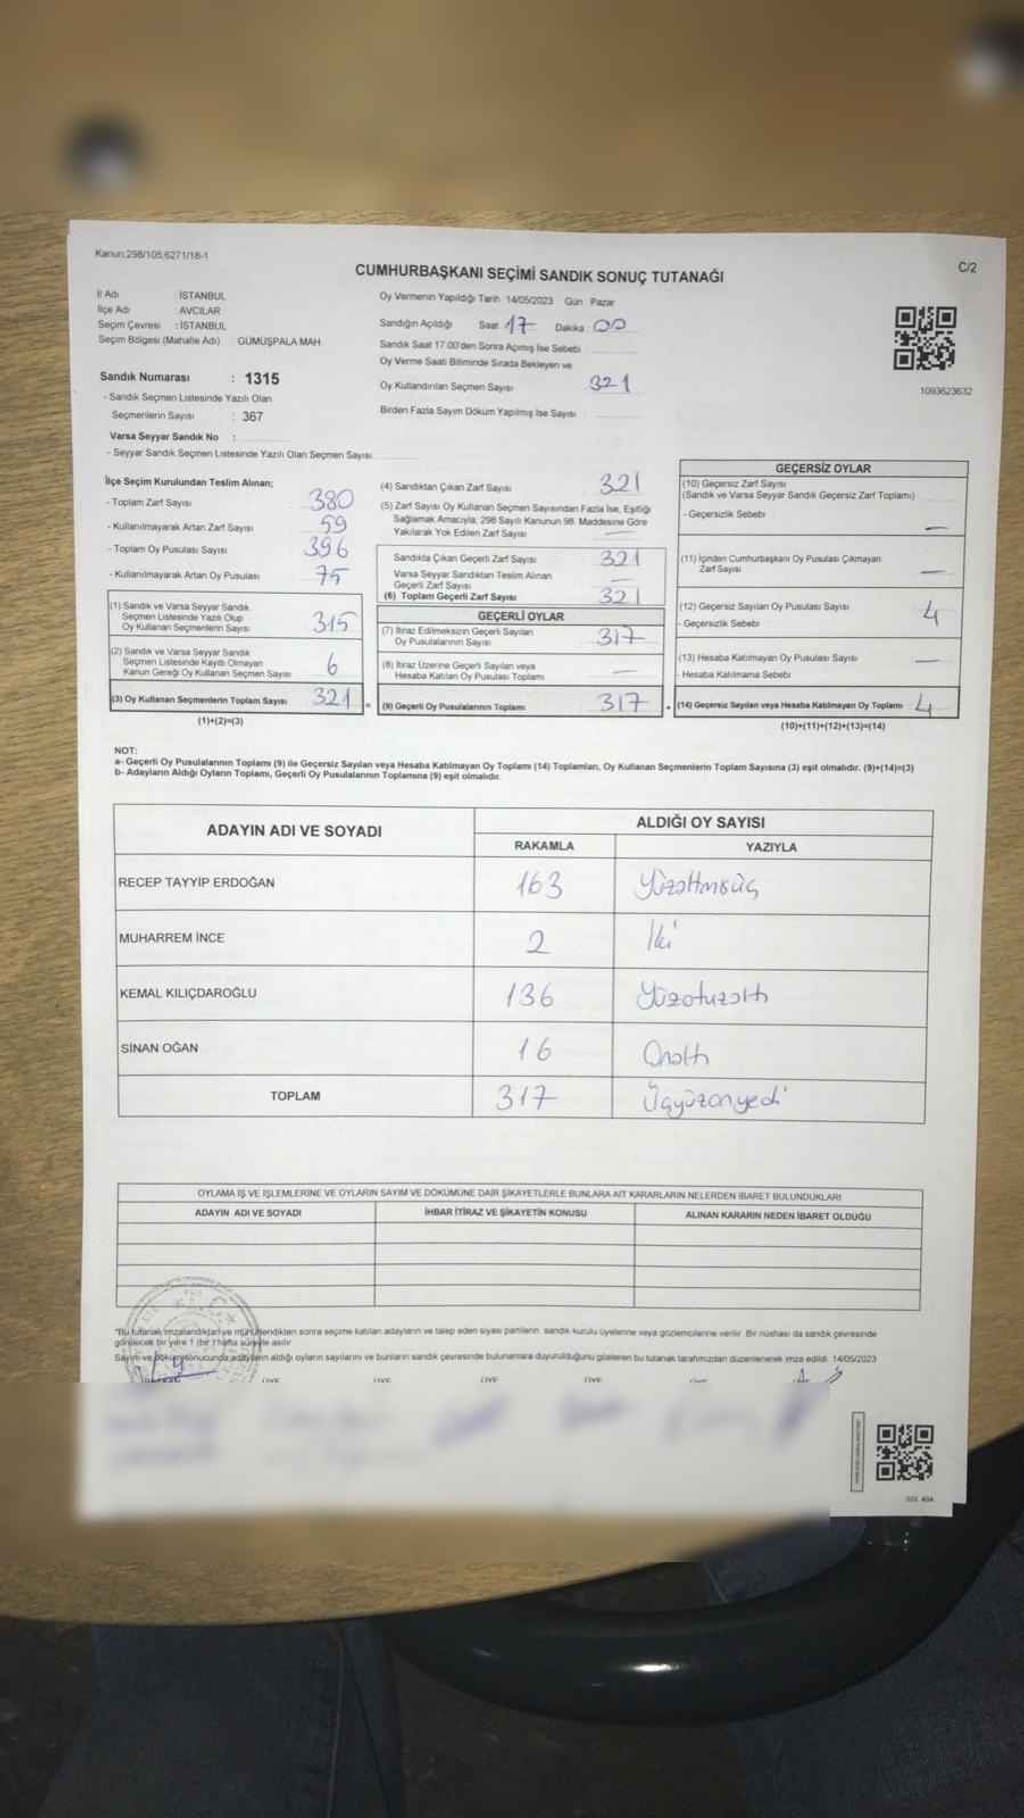 Kanun:298/105,6271/18-1
C/2
CUMHURBAŞKANI SEÇİMİ SANDIK SONUÇ TUTANAĞI
İl Adı : İSTANBUL
İlçe Adı : AVCILAR
Seçim Çevresi : İSTANBUL
Seçim Bölgesi (Mahalle Adı) GÜMÜŞPALA MAH.
Sandık Numarası : 1315
- Sandık Seçmen Listesinde Yazılı Olan
Seçmenlerin Sayısı : 367
Varsa Seyyar Sandık No :
- Seyyar Sandık Seçmen Listesinde Yazılı Olan Seçmen Sayısı
Oy Vermenin Yapıldığı Tarih 14/05/2023 Gün Pazar
Sandığın Açıldığı Saat 17 Dakika 00
Sandık Saat 17:00'den Sonra Açılmış İse Sebebi
Oy Verme Saati Bitiminde Sırada Bekleyen ve
Oy Kullandırılan Seçmen Sayısı 321
Birden Fazla Sayım Döküm Yapılmış İse Sayısı
1093623632
İlçe Seçim Kurulundan Teslim Alınan;
- Toplam Zarf Sayısı 380
- Kullanılmayarak Artan Zarf Sayısı 59
- Toplam Oy Pusulası Sayısı 396
- Kullanılmayarak Artan Oy Pusulası 75
(1) Sandık ve Varsa Seyyar Sandık
Seçmen Listesinde Yazılı Olup
Oy Kullanan Seçmenlerin Sayısı 315
(2) Sandık ve Varsa Seyyar Sandık
Seçmen Listesinde Kayıtlı Olmayan
Kanun Gereği Oy Kullanan Seçmen Sayısı 6
(3) Oy Kullanan Seçmenlerin Toplam Sayısı 321
(1)+(2)=(3)
(4) Sandıktan Çıkan Zarf Sayısı 321
(5) Zarf Sayısı Oy Kullanan Seçmen Sayısından Fazla İse, Eşitliği
Sağlamak Amacıyla; 298 Sayılı Kanunun 98. Maddesine Göre
Yakılarak Yok Edilen Zarf Sayısı —
Sandıkta Çıkan Geçerli Zarf Sayısı 321
Varsa Seyyar Sandıktan Teslim Alınan
Geçerli Zarf Sayısı —
(6) Toplam Geçerli Zarf Sayısı 321
GEÇERLİ OYLAR
(7) İtiraz Edilmeksizin Geçerli Sayılan
Oy Pusulalarının Sayısı 317
(8) İtiraz Üzerine Geçerli Sayılan veya
Hesaba Katılan Oy Pusulası Toplamı —
(9) Geçerli Oy Pusulalarının Toplamı 317
GEÇERSİZ OYLAR
(10) Geçersiz Zarf Sayısı
(Sandık ve Varsa Seyyar Sandık Geçersiz Zarf Toplamı)
- Geçersizlik Sebebi —
(11) İçinden Cumhurbaşkanı Oy Pusulası Çıkmayan
Zarf Sayısı —
(12) Geçersiz Sayılan Oy Pusulası Sayısı 4
- Geçersizlik Sebebi
(13) Hesaba Katılmayan Oy Pusulası Sayısı —
- Hesaba Katılmama Sebebi
(14) Geçersiz Sayılan veya Hesaba Katılmayan Oy Toplamı 4
(10)+(11)+(12)+(13)=(14)
NOT:
a- Geçerli Oy Pusulalarının Toplamı (9) ile Geçersiz Sayılan veya Hesaba Katılmayan Oy Toplamı (14) Toplamları, Oy Kullanan Seçmenlerin Toplam Sayısına (3) eşit olmalıdır. (9)+(14)=(3)
b- Adayların Aldığı Oyların Toplamı, Geçerli Oy Pusulalarının Toplamına (9) eşit olmalıdır.
ADAYIN ADI VE SOYADI
ALDIĞI OY SAYISI
RAKAMLA YAZIYLA
RECEP TAYYİP ERDOĞAN 163 Yüzaltmışüç
MUHARREM İNCE 2 İki
KEMAL KILIÇDAROĞLU 136 Yüzotuzaltı
SİNAN OĞAN 16 Onaltı
TOPLAM 317 Üçyüzonyedi
OYLAMA İŞ VE İŞLEMLERİNE VE OYLARIN SAYIM VE DÖKÜMÜNE DAİR ŞİKAYETLERLE BUNLARA AİT KARARLARIN NELERDEN İBARET BULUNDUKLARI
ADAYIN ADI VE SOYADI İHBAR İTİRAZ VE ŞİKAYETİN KONUSU ALINAN KARARIN NEDEN İBARET OLDUĞU
"Bu tutanak imzalandıktan ve mühürlendikten sonra seçime katılan adayların ve talep eden siyasi partilerin, sandık kurulu üyelerine veya gözlemcilerine verilir. Bir nüshası da sandık çevresinde
görülecek bir yere 1 (bir) hafta süreyle asılır
Sayım ve döküm sonucunda adayların aldığı oyların sayılarını ve bunların sandık çevresinde bulunanlara duyurulduğunu gösteren bu tutanak tarafımızdan düzenlenerek imza edildi. 14/05/2023
ÜYE ÜYE ÜYE ÜYE